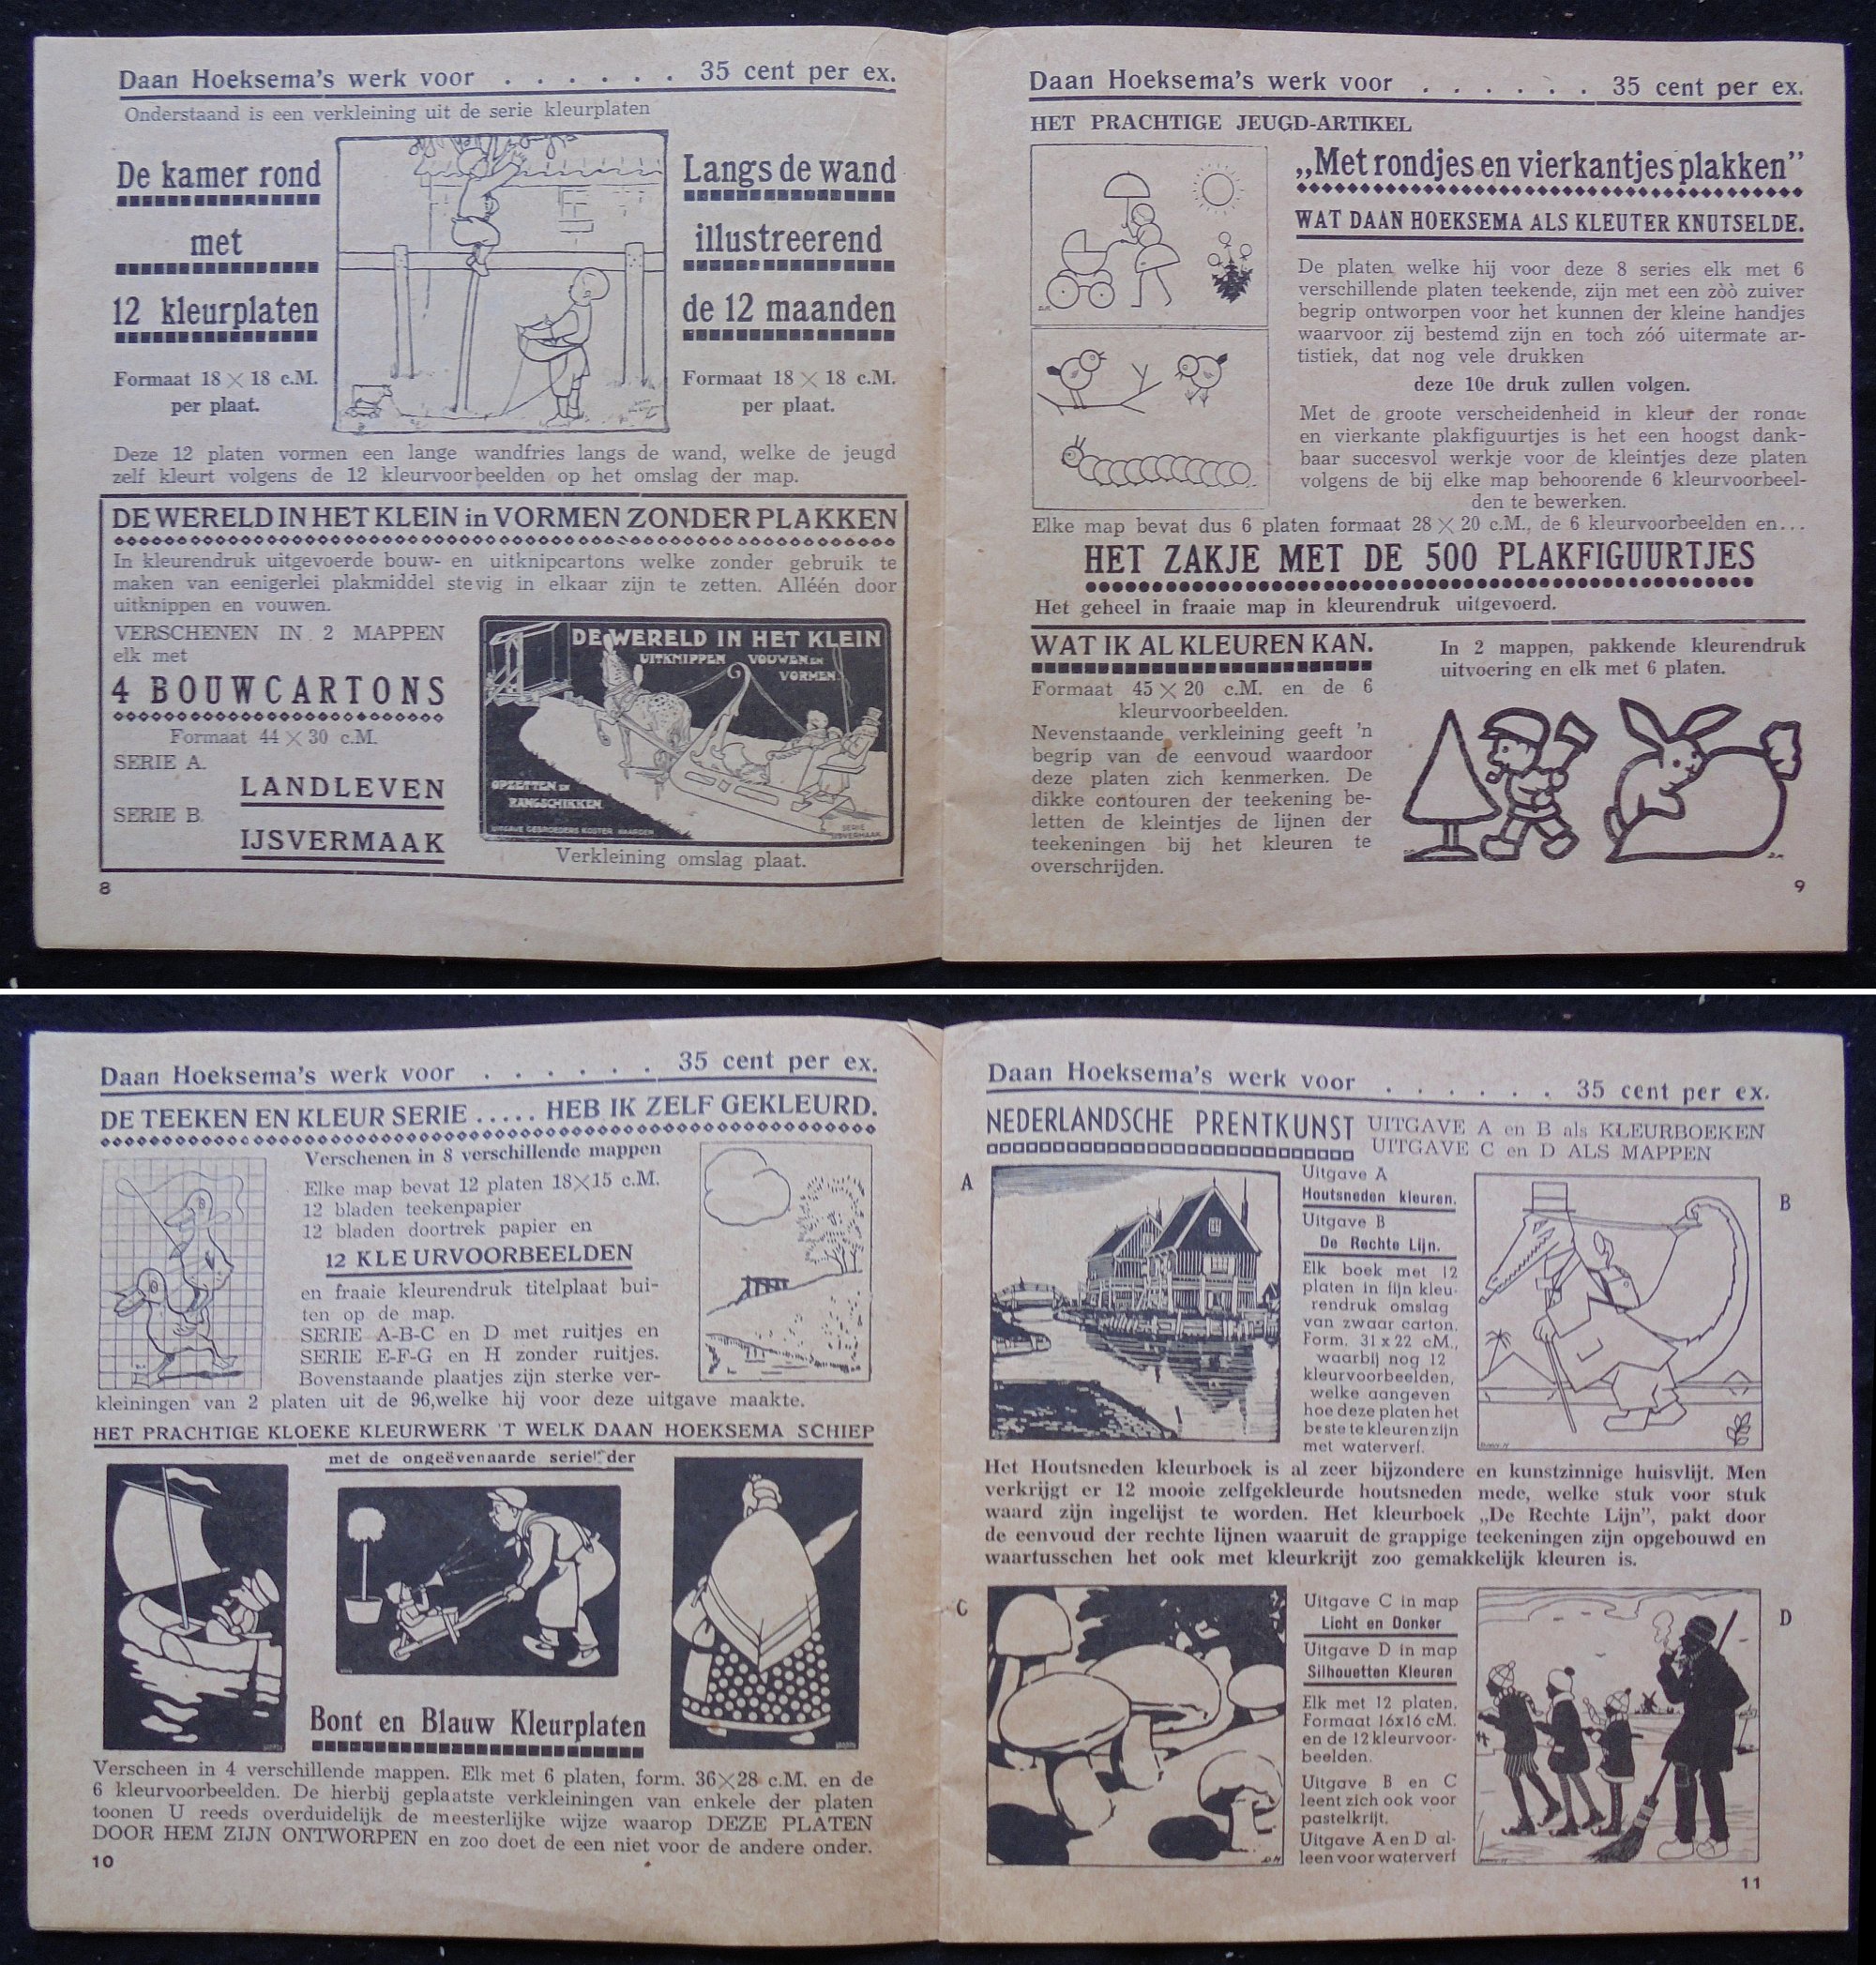 Daan Hoeksema's werk voor . . . . . . 35 cent per ex.
Onderstaand is een verkleining uit de serie kleurplaten
De kamer rond
met
12 kleurplaten
Formaat 18 × 18 c.M.
per plaat.
Langs de wand
illustreerend
de 12 maanden
Formaat 18 × 18 c.M.
per plaat.
Deze 12 platen vormen een lange wandfries langs de wand, welke de jeugd
zelf kleurt volgens de 12 kleurvoorbeelden op het omslag der map.
DE WERELD IN HET KLEIN in VORMEN ZONDER PLAKKEN
In kleurendruk uitgevoerde bouw- en uitknipcartons welke zonder gebruik te
maken van eenigerlei plakmiddel stevig in elkaar zijn te zetten. Alléén door
uitknippen en vouwen.
VERSCHENEN IN 2 MAPPEN
elk met
4 BOUWCARTONS
Formaat 44 × 30 c.M.
SERIE A.
LANDLEVEN
SERIE B.
IJSVERMAAK
DE WERELD IN HET KLEIN
UITKNIPPEN VOUWEN EN
VORMEN
OPZETTEN EN
RANGSCHIKKEN
UITGAVE GEBROEDERS KOSTER NAARDEN
SERIE
IJSVERMAAK
Verkleining omslag plaat.
8
Daan Hoeksema's werk voor . . . . . . 35 cent per ex.
HET PRACHTIGE JEUGD-ARTIKEL
„Met rondjes en vierkantjes plakken”
WAT DAAN HOEKSEMA ALS KLEUTER KNUTSELDE.
De platen welke hij voor deze 8 series elk met 6
verschillende platen teekende, zijn met een zòò zuiver
begrip ontworpen voor het kunnen der kleine handjes
waarvoor zij bestemd zijn en toch zóó uitermate ar-
tistiek, dat nog vele drukken
deze 10e druk zullen volgen.
Met de groote verscheidenheid in kleur der ronde
en vierkante plakfiguurtjes is het een hoogst dank-
baar succesvol werkje voor de kleintjes deze platen
volgens de bij elke map behoorende 6 kleurvoorbeel-
den te bewerken.
Elke map bevat dus 6 platen formaat 28 × 20 c.M., de 6 kleurvoorbeelden en...
HET ZAKJE MET DE 500 PLAKFIGUURTJES
Het geheel in fraaie map in kleurendruk uitgevoerd.
WAT IK AL KLEUREN KAN.
Formaat 45 × 20 c.M. en de 6
kleurvoorbeelden.
Nevenstaande verkleining geeft 'n
begrip van de eenvoud waardoor
deze platen zich kenmerken. De
dikke contouren der teekening be-
letten de kleintjes de lijnen der
teekeningen bij het kleuren te
overschrijden.
In 2 mappen, pakkende kleurendruk
uitvoering en elk met 6 platen.
D.H.
9
Daan Hoeksema's werk voor . . . . . . 35 cent per ex.
DE TEEKEN EN KLEUR SERIE ..... HEB IK ZELF GEKLEURD.
Verschenen in 8 verschillende mappen
Elke map bevat 12 platen 18×15 c.M.
12 bladen teekenpapier
12 bladen doortrek papier en
12 KLEURVOORBEELDEN
en fraaie kleurendruk titelplaat bui-
ten op de map.
SERIE A-B-C en D met ruitjes en
SERIE E-F-G en H zonder ruitjes.
Bovenstaande plaatjes zijn sterke ver-
kleiningen van 2 platen uit de 96,welke hij voor deze uitgave maakte.
HET PRACHTIGE KLOEKE KLEURWERK 'T WELK DAAN HOEKSEMA SCHIEP
met de ongeëvenaarde serie der
Bont en Blauw Kleurplaten
Verscheen in 4 verschillende mappen. Elk met 6 platen, form. 36×28 c.M. en de
6 kleurvoorbeelden. De hierbij geplaatste verkleiningen van enkele der platen
toonen U reeds overduidelijk de meesterlijke wijze waarop DEZE PLATEN
DOOR HEM ZIJN ONTWORPEN en zoo doet de een niet voor de andere onder.
10
Daan Hoeksema's werk voor . . . . . . 35 cent per ex.
NEDERLANDSCHE PRENTKUNST
UITGAVE A en B als KLEURBOEKEN
UITGAVE C en D ALS MAPPEN
A
Uitgave A
Houtsneden kleuren.
Uitgave B
De Rechte Lijn.
Elk boek met 12
platen in fijn kleu-
rendruk omslag
van zwaar carton.
Form. 31 x 22 cM.,
waarbij nog 12
kleurvoorbeelden,
welke aangeven
hoe deze platen het
beste te kleuren zijn
met waterverf.
B
Het Houtsneden kleurboek is al zeer bijzondere en kunstzinnige huisvlijt. Men
verkrijgt er 12 mooie zelfgekleurde houtsneden mede, welke stuk voor stuk
waard zijn ingelijst te worden. Het kleurboek „De Rechte Lijn”, pakt door
de eenvoud der rechte lijnen waaruit de grappige teekeningen zijn opgebouwd en
waartusschen het ook met kleurkrijt zoo gemakkelijk kleuren is.
C
Uitgave C in map
Licht en Donker
Uitgave D in map
Silhouetten Kleuren
Elk met 12 platen.
Formaat 16x16 cM.
en de 12 kleurvoor-
beelden.
Uitgave B en C
leent zich ook voor
pastelkrijt.
Uitgave A en D al-
leen voor waterverf
D
D H
11